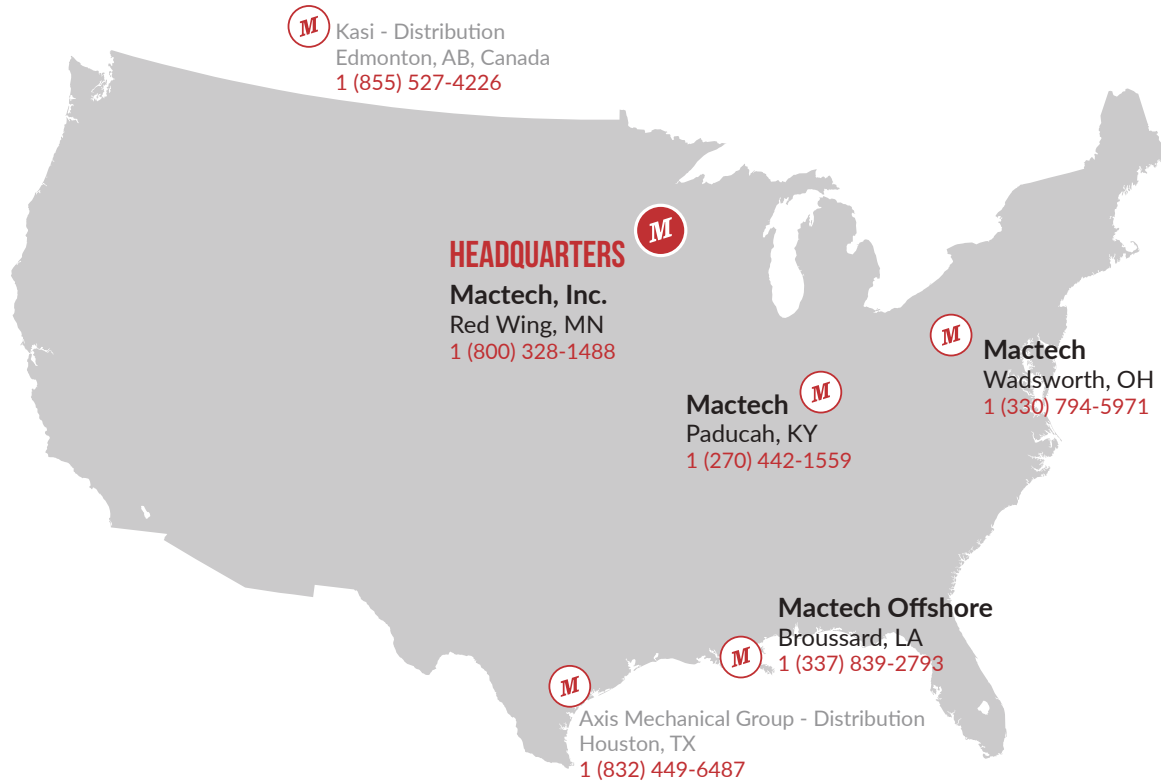 M
Kasi - Distribution
Edmonton, AB, Canada
1 (855) 527-4226
M
HEADQUARTERS
Mactech, Inc.
Red Wing, MN
1 (800) 328-1488
M
Mactech
Wadsworth, OH
1 (330) 794-5971
M
Mactech
Paducah, KY
1 (270) 442-1559
M
Mactech Offshore
Broussard, LA
1 (337) 839-2793
M
Axis Mechanical Group - Distribution
Houston, TX
1 (832) 449-6487